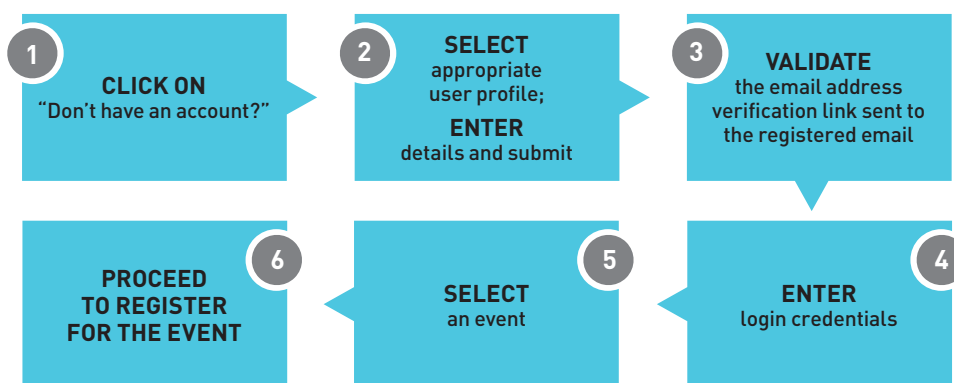 1
CLICK ON
“Don’t have an account?”
2
SELECT
appropriate
user profile;
ENTER
details and submit
3
VALIDATE
the email address
verification link sent to
the registered email
4
ENTER
login credentials
5
SELECT
an event
6
PROCEED
TO REGISTER
FOR THE EVENT